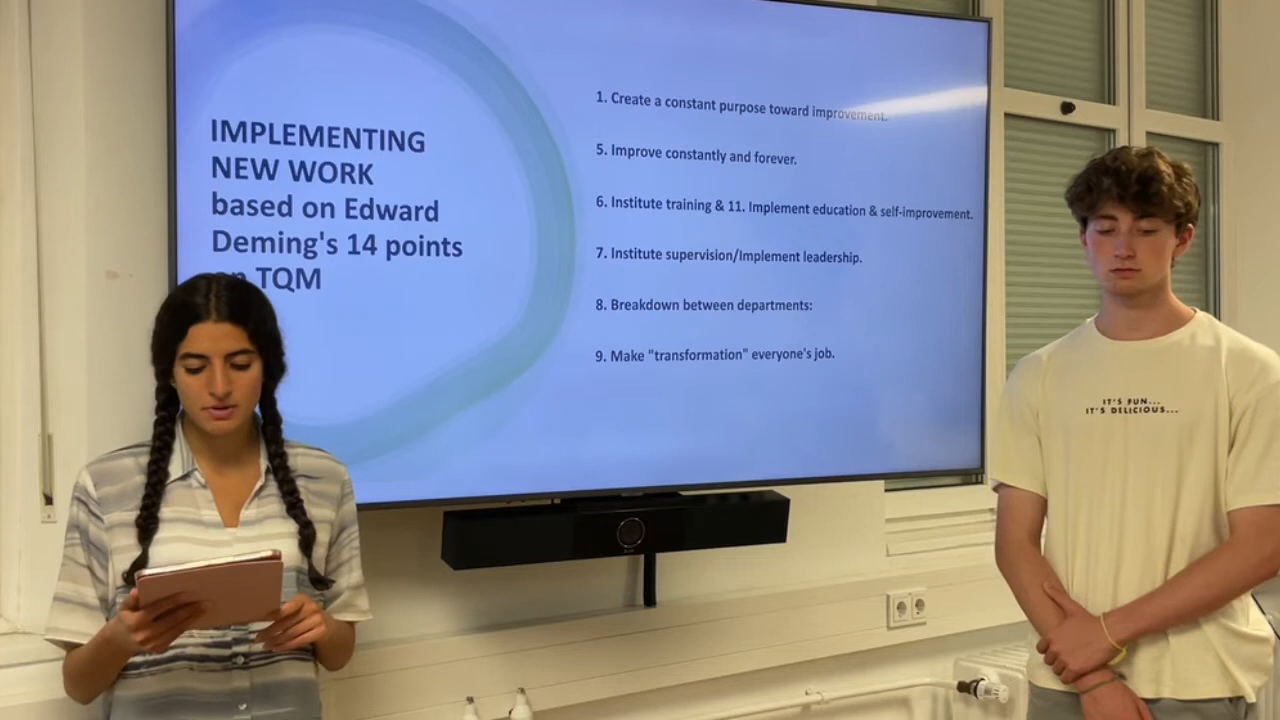 IMPLEMENTING
NEW WORK
based on Edward
Deming's 14 points
on TQM
1. Create a constant purpose toward improvement.
5. Improve constantly and forever.
6. Institute training & 11. Implement education & self-improvement.
7. Institute supervision/Implement leadership.
8. Breakdown between departments:
9. Make "transformation" everyone's job.
IT'S FUN...
IT'S DELICIOUS...